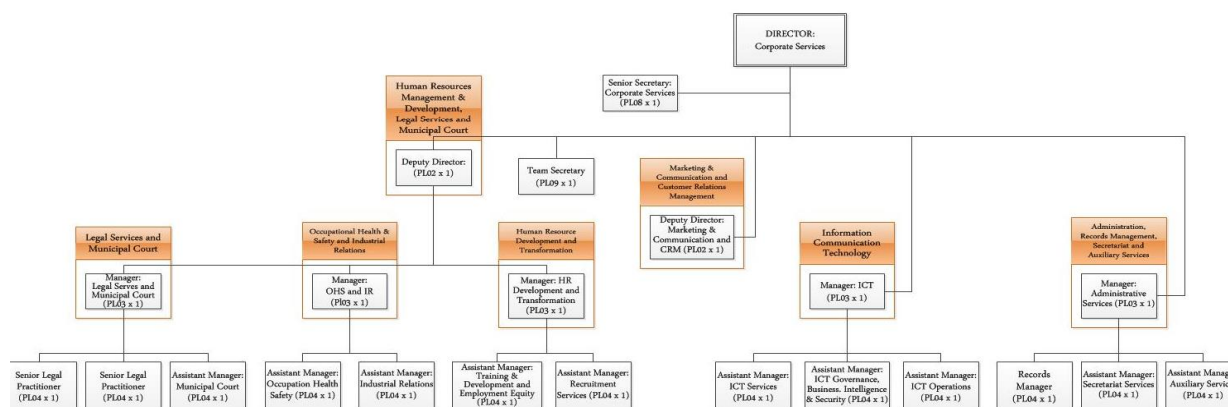 DIRECTOR:
Corporate Services
Senior Secretary:
Corporate Services
(PL08 x 1)
Human Resources
Management &
Development,
Legal Services and
Municipal Court
Deputy Director:
(PL02 x 1)
Team Secretary
(PL09 x 1)
Marketing &
Communication and
Customer Relations
Management
Deputy Director:
Marketing &
Communication and
CRM (PL02 x 1)
Legal Services and
Municipal Court
Manager:
Legal Serves and
Municipal Court
(PL03 x 1)
Occupational Health &
Safety and Industrial
Relations
Manager:
OHS and IR
(Pl03 x 1)
Human Resource
Development and
Transformation
Manager: HR
Development and
Transformation
(PL03 x 1)
Information
Communication
Technology
Manager: ICT
(PL03 x 1)
Administration,
Records Management,
Secretariat and
Auxiliary Services
Manager:
Administrative
Services (PL03 x 1)
Senior Legal
Practitioner
(PL04 x 1)
Senior Legal
Practitioner
(PL04 x 1)
Assistant Manager:
Municipal Court
(PL04 x 1)
Assistant Manager:
Occupation Health
Safety (PL04 x 1)
Assistant Manager:
Industrial Relations
(PL04 x 1)
Assistant Manager:
Training &
Development and
Employment Equity
(PL04 x 1)
Assistant Manager:
Recruitment
Services (PL04 x 1)
Assistant Manager:
ICT Services
(PL04 x 1)
Assistant Manager:
ICT Governance,
Business. Intelligence
& Security (PL04 x 1)
Assistant Manager:
ICT Operations
(PL04 x 1)
Records
Manager
(PL04 x 1)
Assistant Manager:
Secretariat Services
(PL04 x 1)
Assistant Manag
Auxiliary Servic
(PL04 x 1)